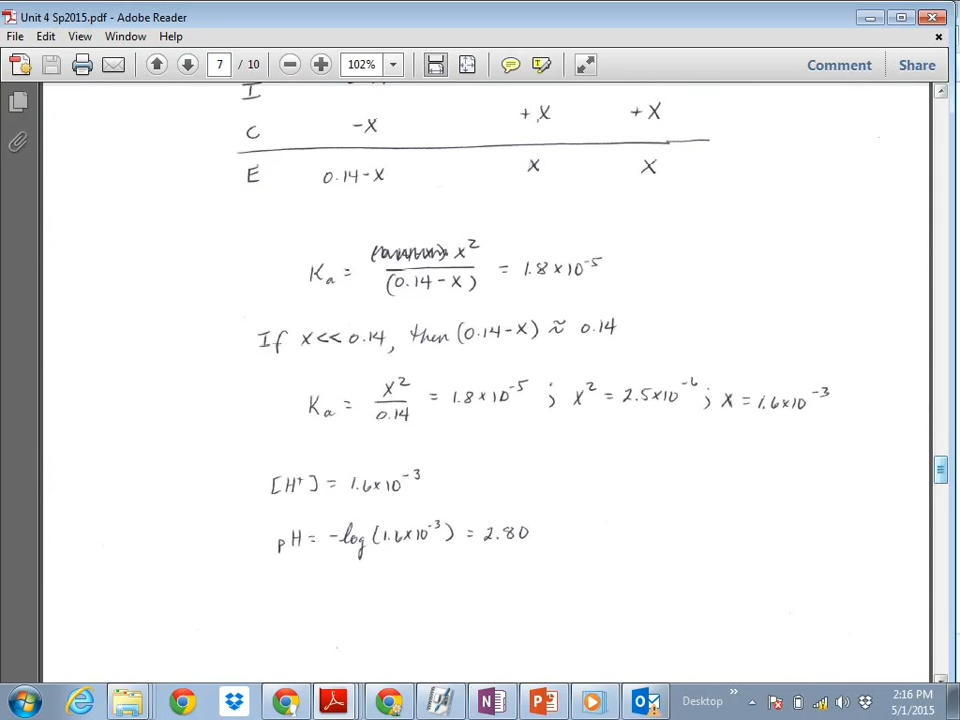 Unit 4 Sp2015.pdf - Adobe Reader
File Edit View Window Help
7 / 10 102% Comment Share
I
C -X +X +X
E 0.14-X X X
Ka = x² / (0.14-X) = 1.8×10⁻⁵
If X<<0.14, then (0.14-X) ≈ 0.14
Ka = X² / 0.14 = 1.8×10⁻⁵ ; X² = 2.5×10⁻⁶ ; X = 1.6×10⁻³
[H⁺] = 1.6×10⁻³
pH = -log(1.6×10⁻³) = 2.80
Desktop
2:16 PM
5/1/2015